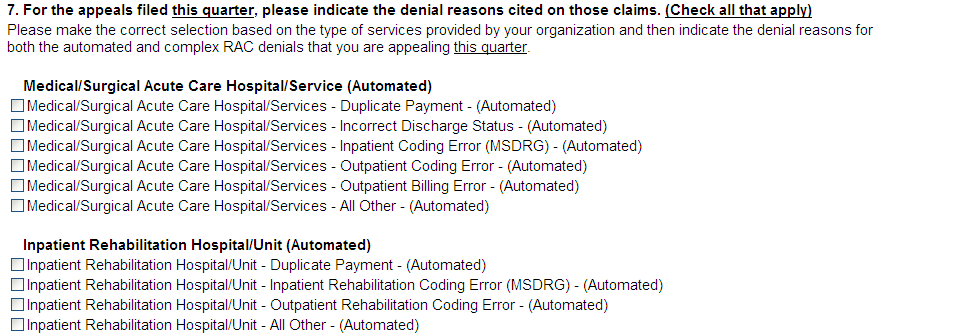 7. For the appeals filed this quarter, please indicate the denial reasons cited on those claims. (Check all that apply)
Please make the correct selection based on the type of services provided by your organization and then indicate the denial reasons for
both the automated and complex RAC denials that you are appealing this quarter.
Medical/Surgical Acute Care Hospital/Service (Automated)
Medical/Surgical Acute Care Hospital/Services - Duplicate Payment - (Automated)
Medical/Surgical Acute Care Hospital/Services - Incorrect Discharge Status - (Automated)
Medical/Surgical Acute Care Hospital/Services - Inpatient Coding Error (MSDRG) - (Automated)
Medical/Surgical Acute Care Hospital/Services - Outpatient Coding Error - (Automated)
Medical/Surgical Acute Care Hospital/Services - Outpatient Billing Error - (Automated)
Medical/Surgical Acute Care Hospital/Services - All Other - (Automated)
Inpatient Rehabilitation Hospital/Unit (Automated)
Inpatient Rehabilitation Hospital/Unit - Duplicate Payment - (Automated)
Inpatient Rehabilitation Hospital/Unit - Inpatient Rehabilitation Coding Error (MSDRG) - (Automated)
Inpatient Rehabilitation Hospital/Unit - Outpatient Rehabilitation Coding Error - (Automated)
Inpatient Rehabilitation Hospital/Unit - All Other - (Automated)